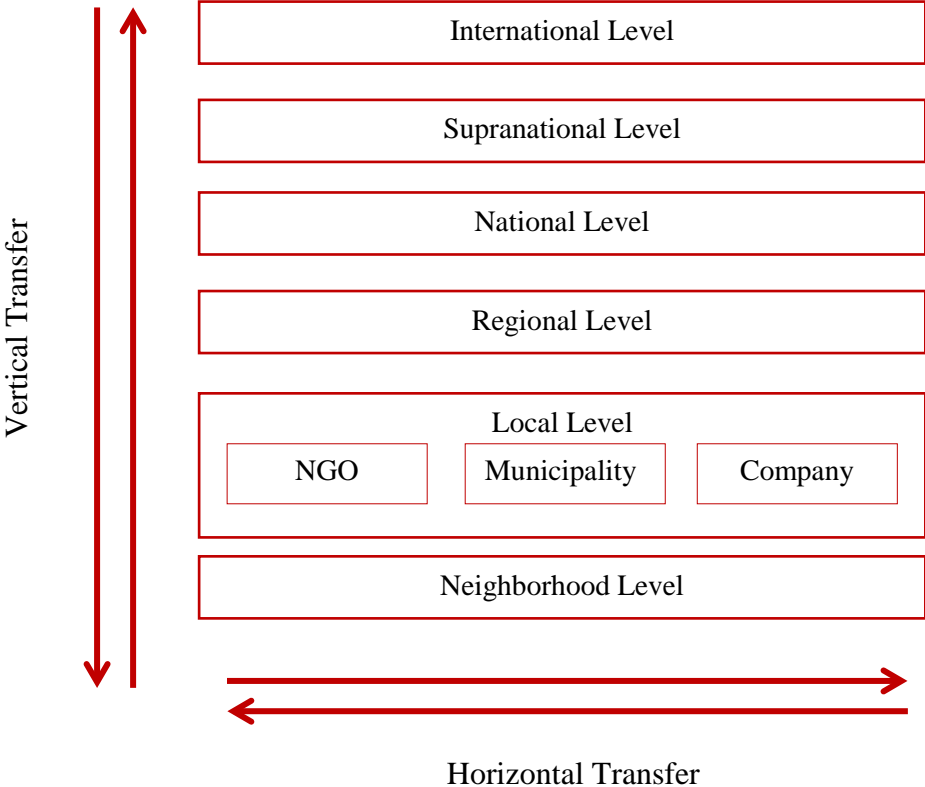 International Level
Supranational Level
National Level
Vertical Transfer
Regional Level
Local Level
NGO
Municipality
Company
Neighborhood Level
Horizontal Transfer